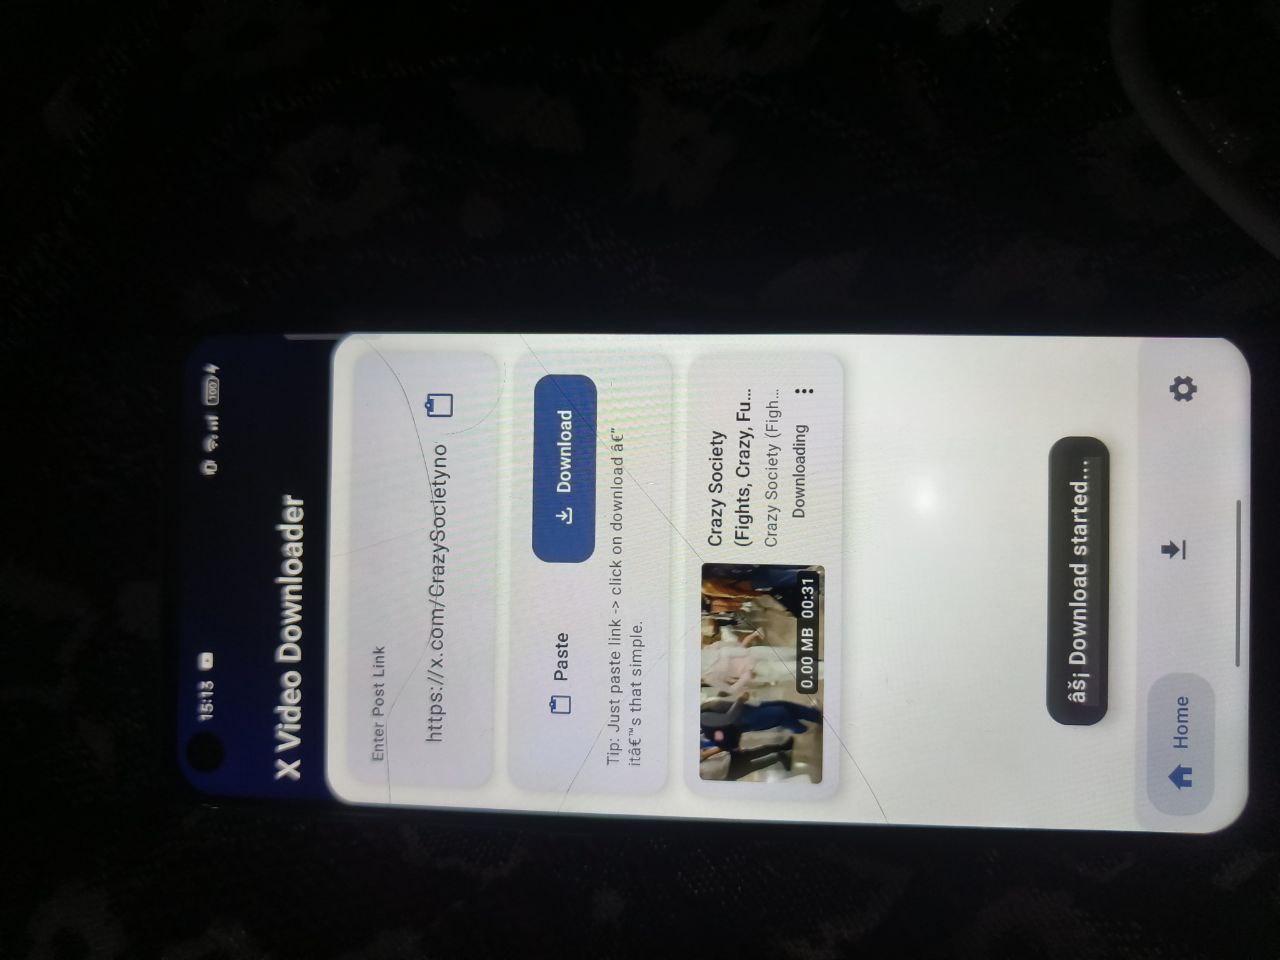 15:13
100
X Video Downloader
Enter Post Link
https://x.com/CrazySocietyno
Paste
Download
Tip: Just paste link -> click on download â€"
itâ€™s that simple.
Crazy Society
(Fights, Crazy, Fu...
Crazy Society (Figh...
Downloading
0.00 MB 00:31
âš¡ Download started...
Home